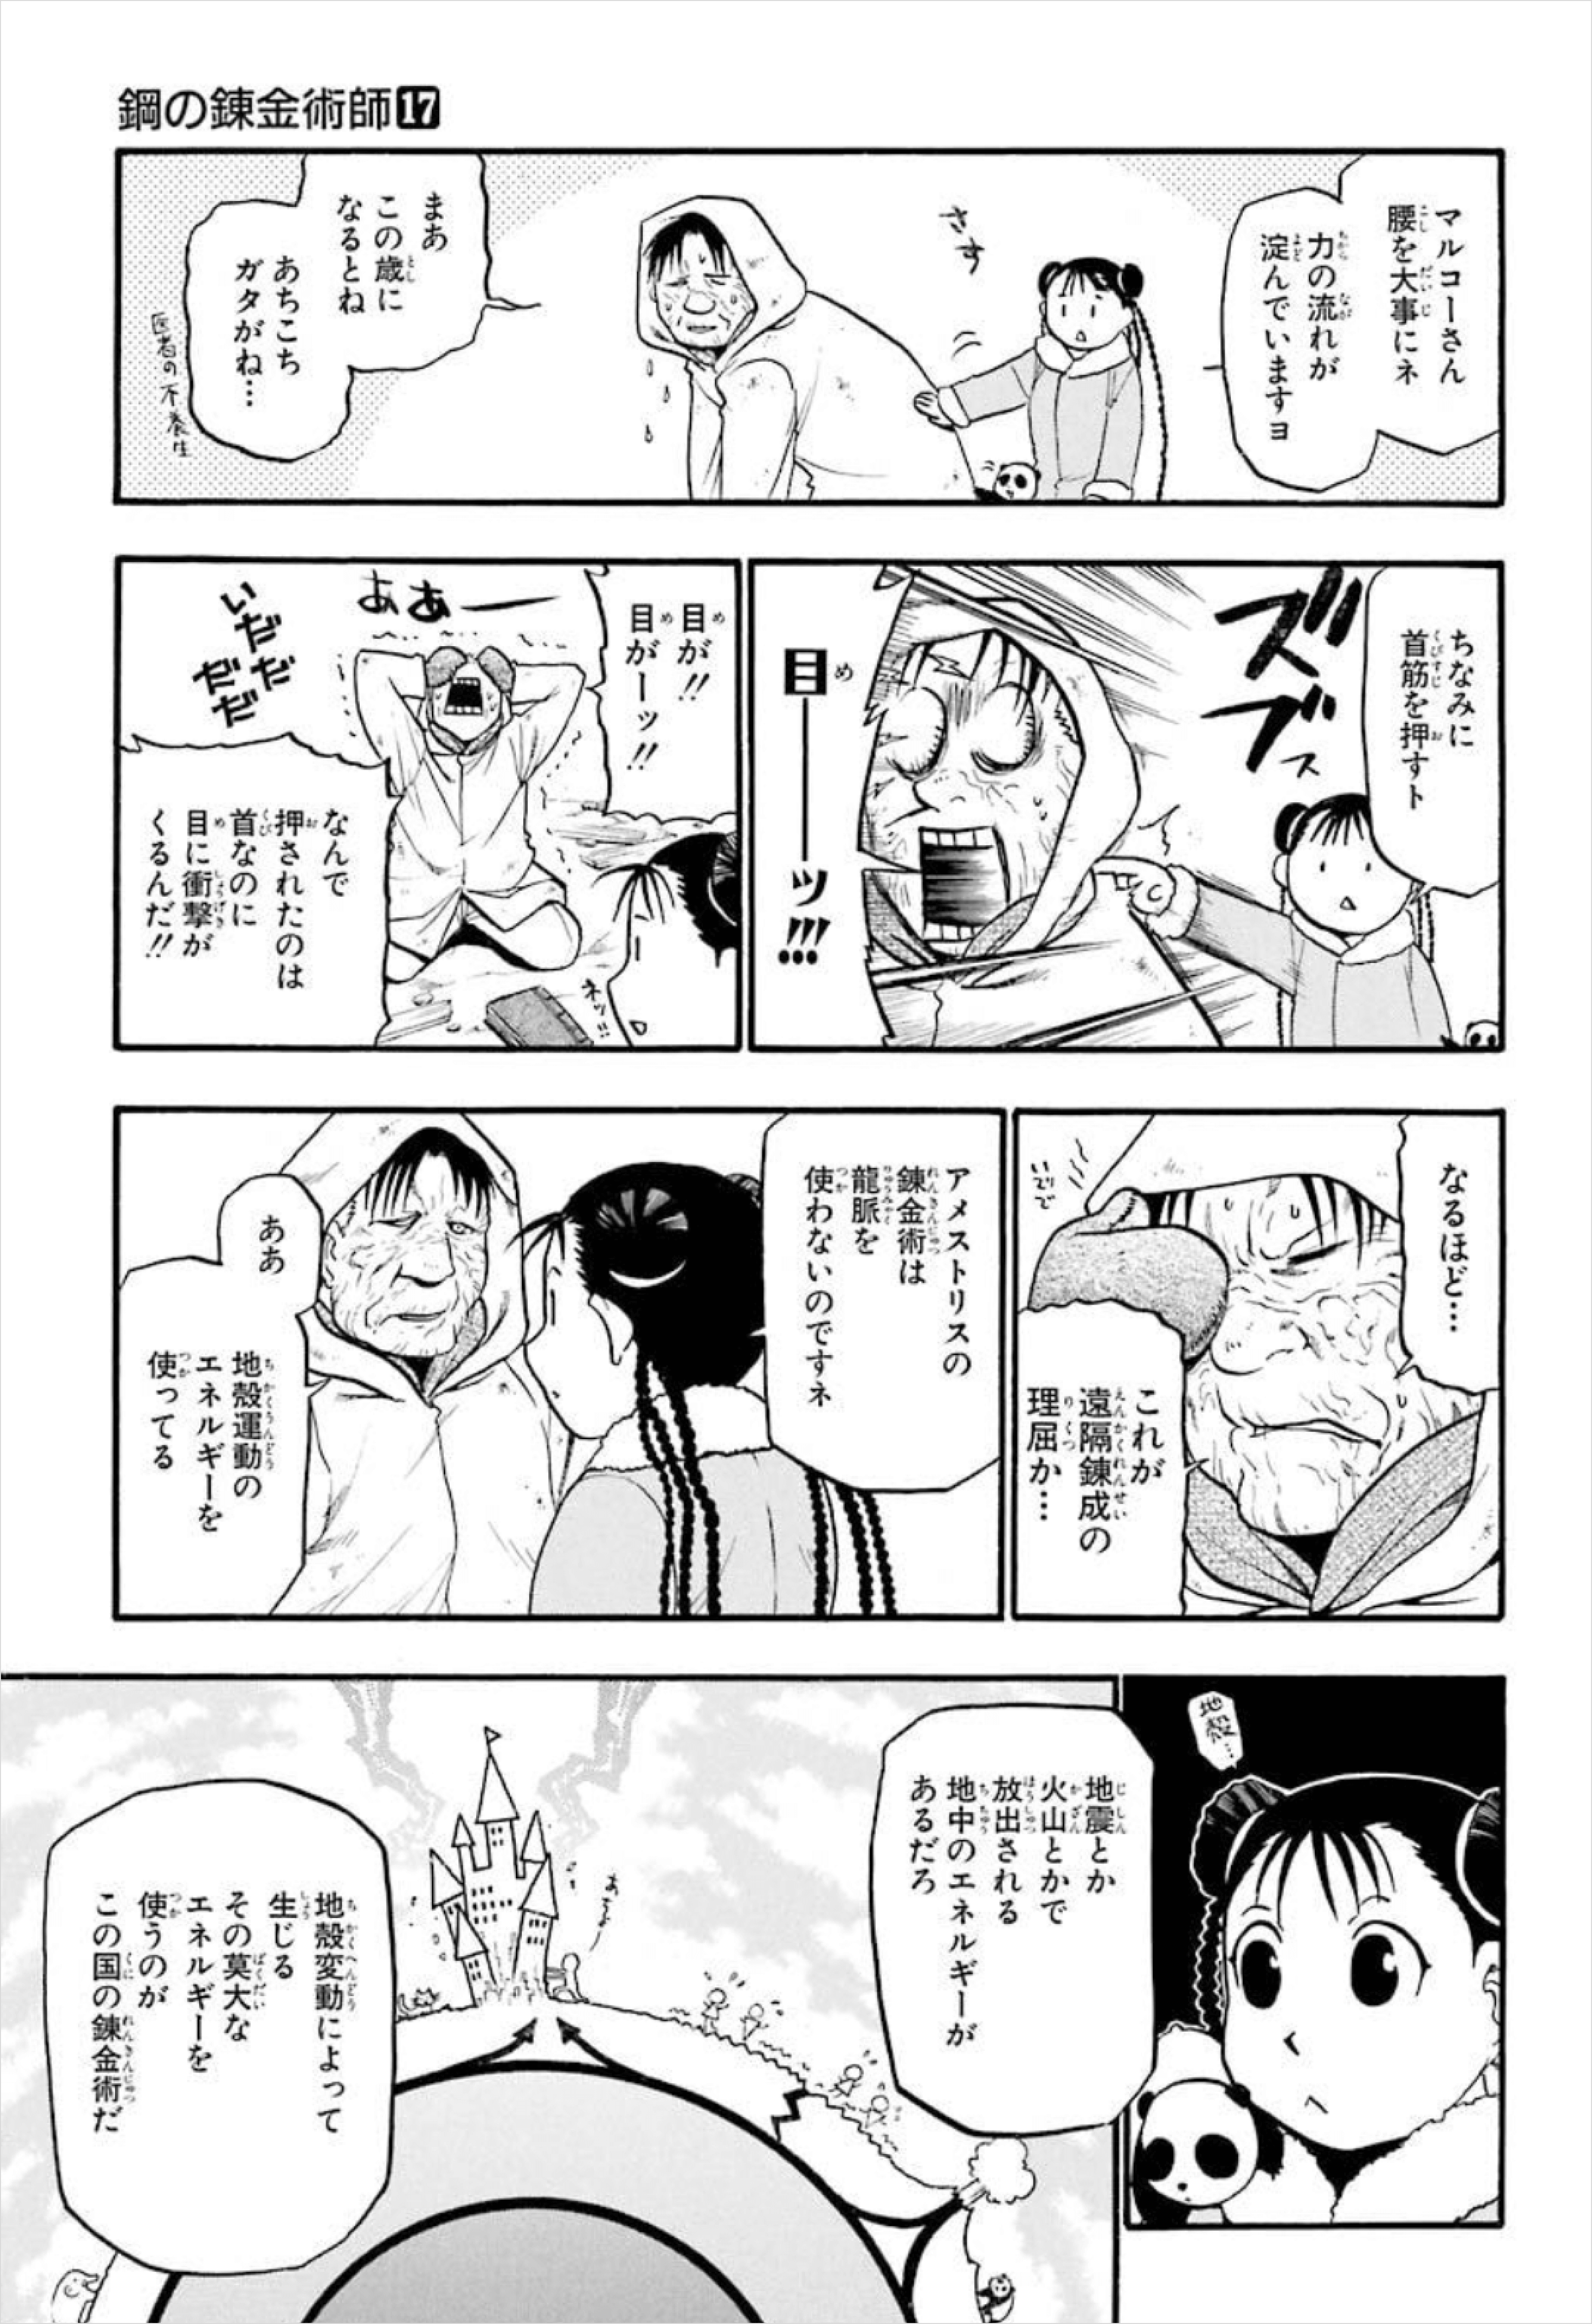 鋼の錬金術師17
マルコーさん
腰を大事にネ
力の流れが
淀んでいますヨ
さす
まあ
この歳に
なるとね
あちこち
ガタがね…
医者の不養生
ちなみに
首筋を押すト
ズブス
目――ッ!!!
目が!!
目がーッ!!
ああー
いだだだだ
なんで
押されたのは
首なのに
目に衝撃が
くるんだ!!
ネッ!!
なるほど…
いでで
これが
遠隔錬成の
理屈か…
アメストリスの
錬金術は
龍脈を
使わないのですネ
ああ
地殻運動の
エネルギーを
使ってる
地殻…
地震とか
火山とかで
放出される
地中のエネルギーが
あるだろ
地殻変動によって
生じる
その莫大な
エネルギーを
使うのが
この国の錬金術だ